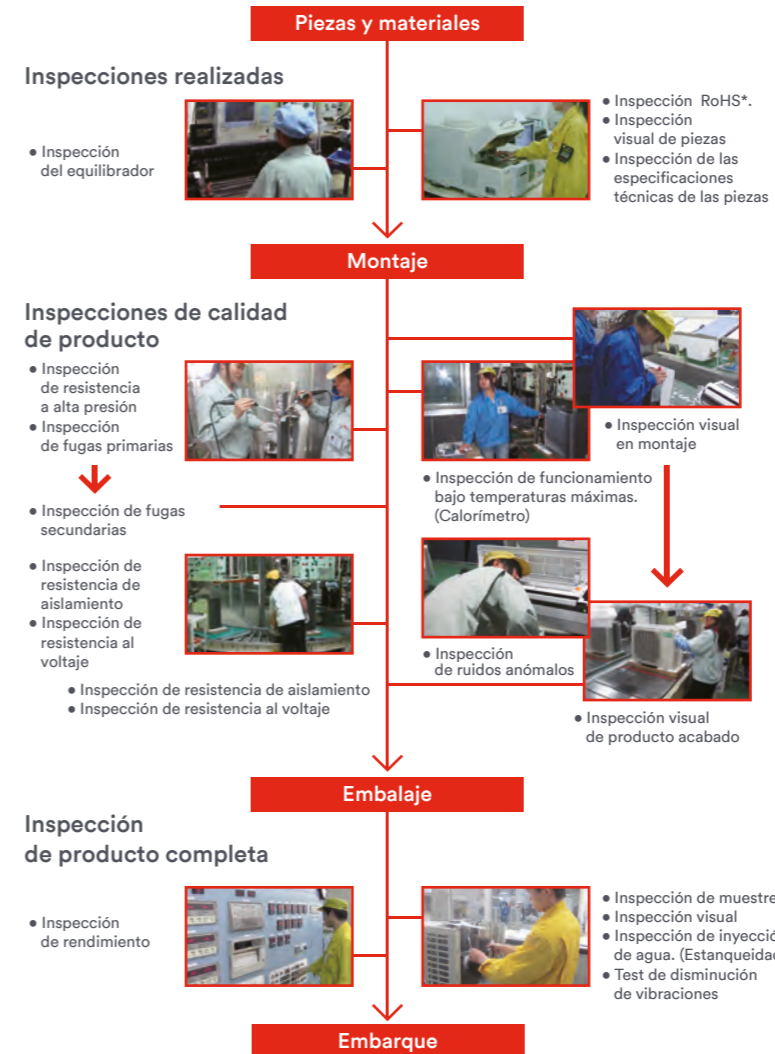 Piezas y materiales
Inspecciones realizadas
• Inspección
del equilibrador
• Inspección RoHS*.
• Inspección
visual de piezas
• Inspección de las
especificaciones
técnicas de las piezas
Montaje
Inspecciones de calidad
de producto
• Inspección
de resistencia
a alta presión
• Inspección
de fugas primarias
• Inspección visual
en montaje
• Inspección de funcionamiento
bajo temperaturas máximas.
(Calorímetro)
• Inspección de fugas
secundarias
• Inspección de
resistencia de
aislamiento
• Inspección de
resistencia al
voltaje
• Inspección
de ruidos anómalos
• Inspección de resistencia de aislamiento
• Inspección de resistencia al voltaje
• Inspección visual
de producto acabado
Embalaje
Inspección
de producto completa
• Inspección
de rendimiento
• Inspección de muestre
• Inspección visual
• Inspección de inyecció
de agua. (Estanqueidad
• Test de disminución
de vibraciones
Embarque